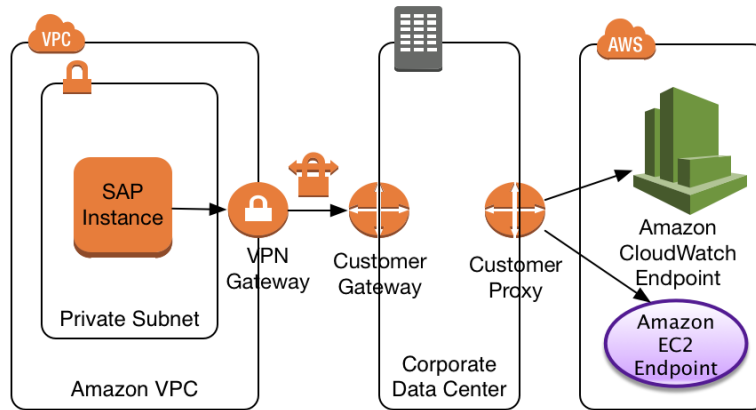 VPC
AWS
SAP
Instance
VPN
Gateway
Customer
Gateway
Customer
Proxy
Amazon
CloudWatch
Endpoint
Amazon
EC2
Endpoint
Private Subnet
Amazon VPC
Corporate
Data Center